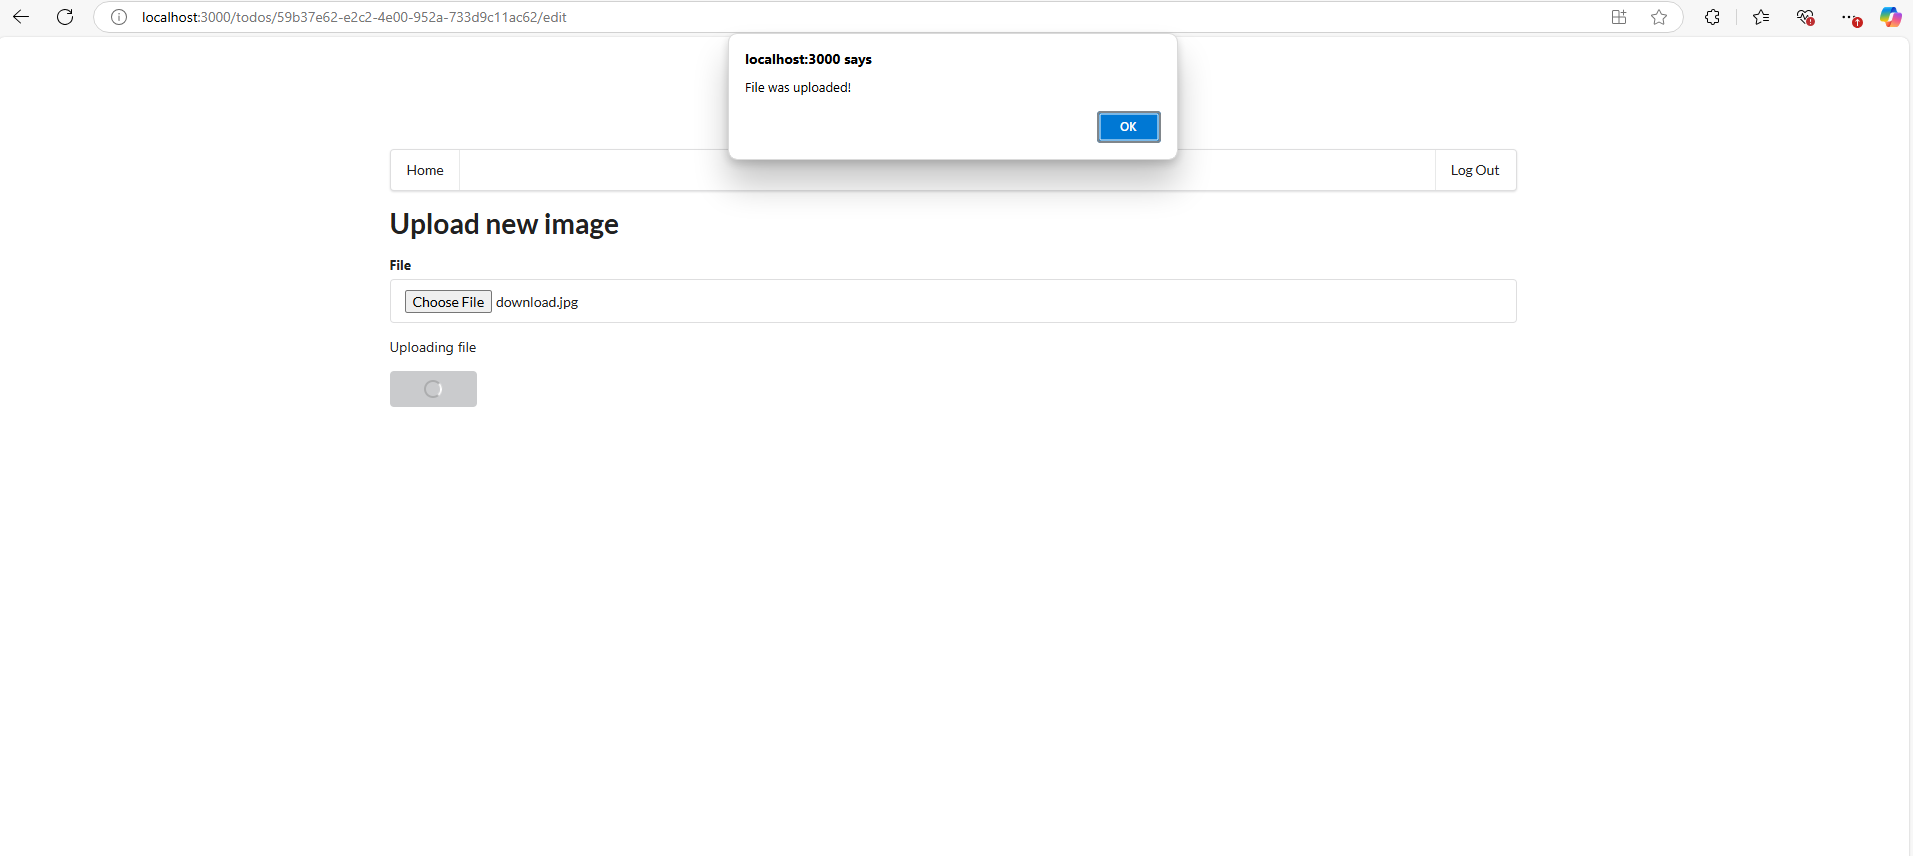 localhost:3000/todos/59b37e62-e2c2-4e00-952a-733d9c11ac62/edit
localhost:3000 says
File was uploaded!
OK
Home
Log Out
Upload new image
File
Choose File download.jpg
Uploading file